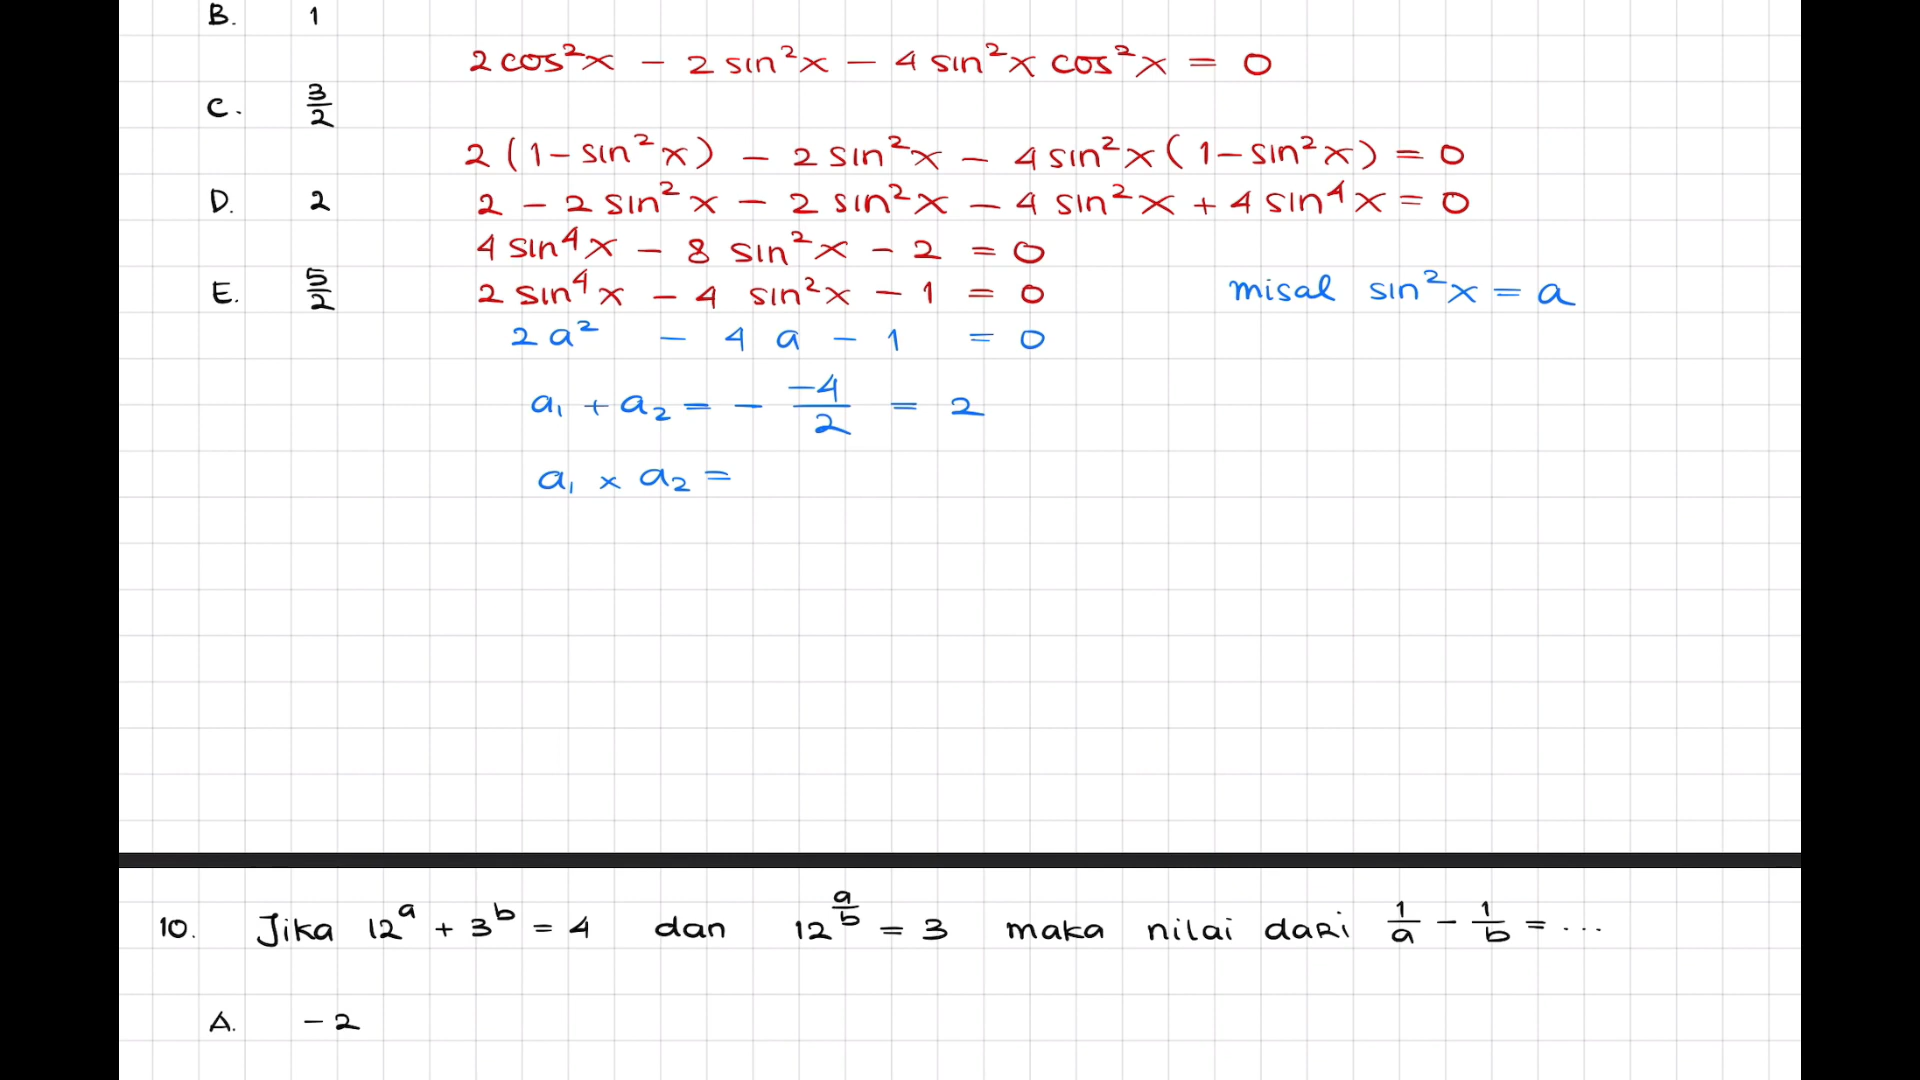 B. 1
2 cos²x − 2 sin²x − 4 sin²x cos²x = 0
C. 3/2
2 (1 − sin²x) − 2 sin²x − 4 sin²x (1 − sin²x) = 0
D. 2
2 − 2 sin²x − 2 sin²x − 4 sin²x + 4 sin⁴x = 0
4 sin⁴x − 8 sin²x − 2 = 0
E. 5/2
2 sin⁴x − 4 sin²x − 1 = 0
misal sin²x = a
2a² − 4a − 1 = 0
a₁ + a₂ = − −4/2 = 2
a₁ × a₂ =
10. Jika 12^a + 3^b = 4 dan 12^(a/b) = 3 maka nilai dari 1/a − 1/b = ...
A. −2